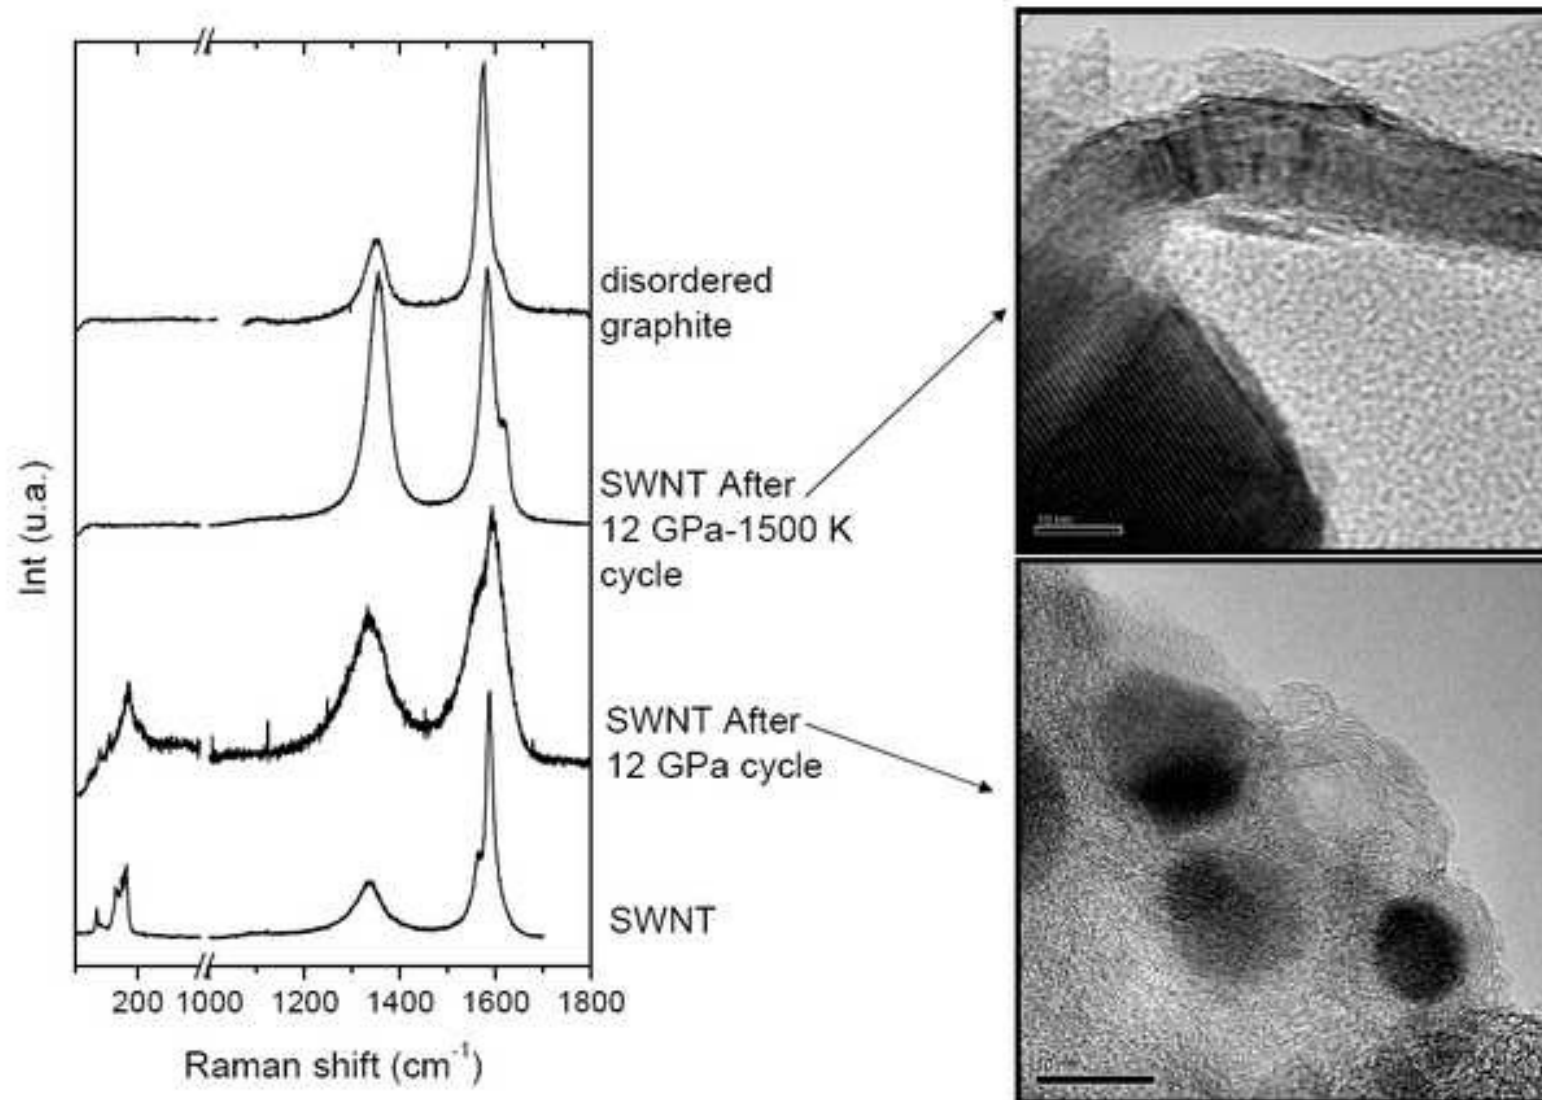 disordered
graphite
SWNT After
12 GPa-1500 K
cycle
SWNT After
12 GPa cycle
SWNT
Int (u.a.)
200 1000 1200 1400 1600 1800
Raman shift (cm⁻¹)